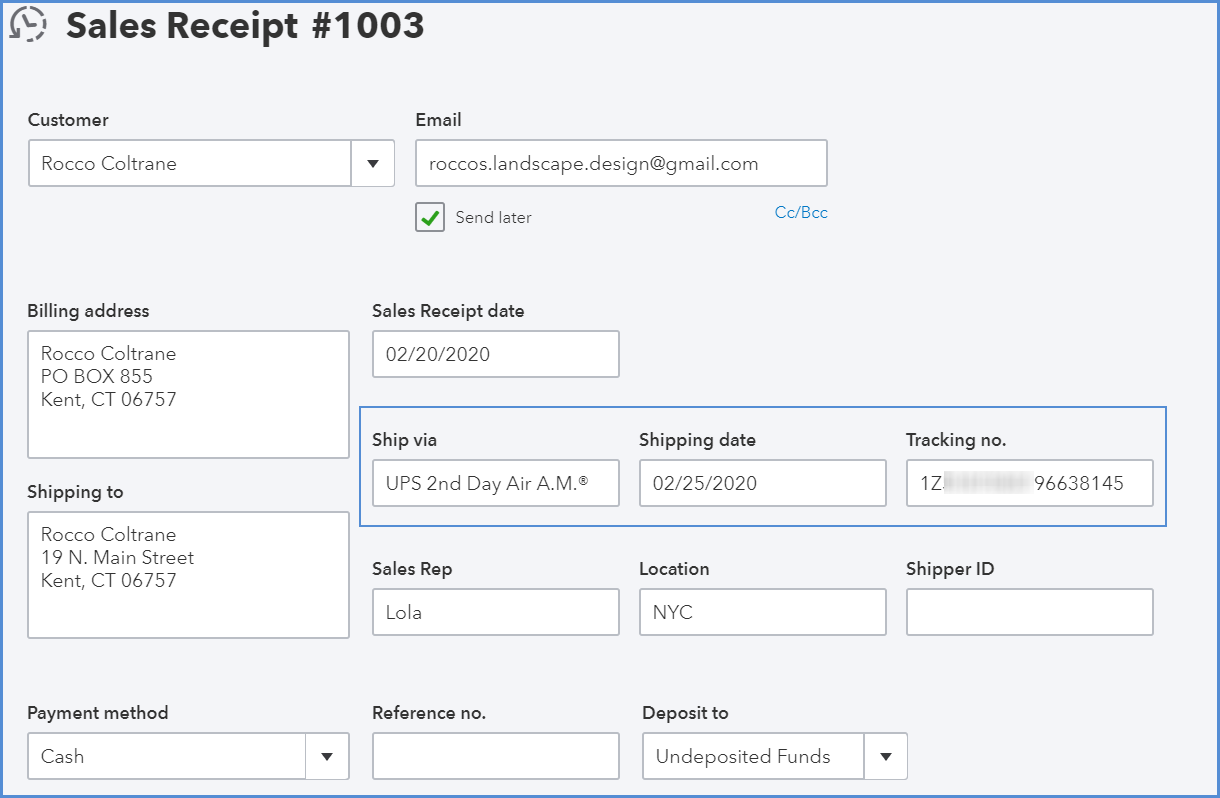 Sales Receipt #1003
Customer
Email
Rocco Coltrane
roccos.landscape.design@gmail.com
Send later
Cc/Bcc
Billing address
Sales Receipt date
Rocco Coltrane
PO BOX 855
Kent, CT 06757
02/20/2020
Ship via
Shipping date
Tracking no.
UPS 2nd Day Air A.M.®
02/25/2020
1Z 96638145
Shipping to
Rocco Coltrane
19 N. Main Street
Kent, CT 06757
Sales Rep
Location
Shipper ID
Lola
NYC
Payment method
Reference no.
Deposit to
Cash
Undeposited Funds